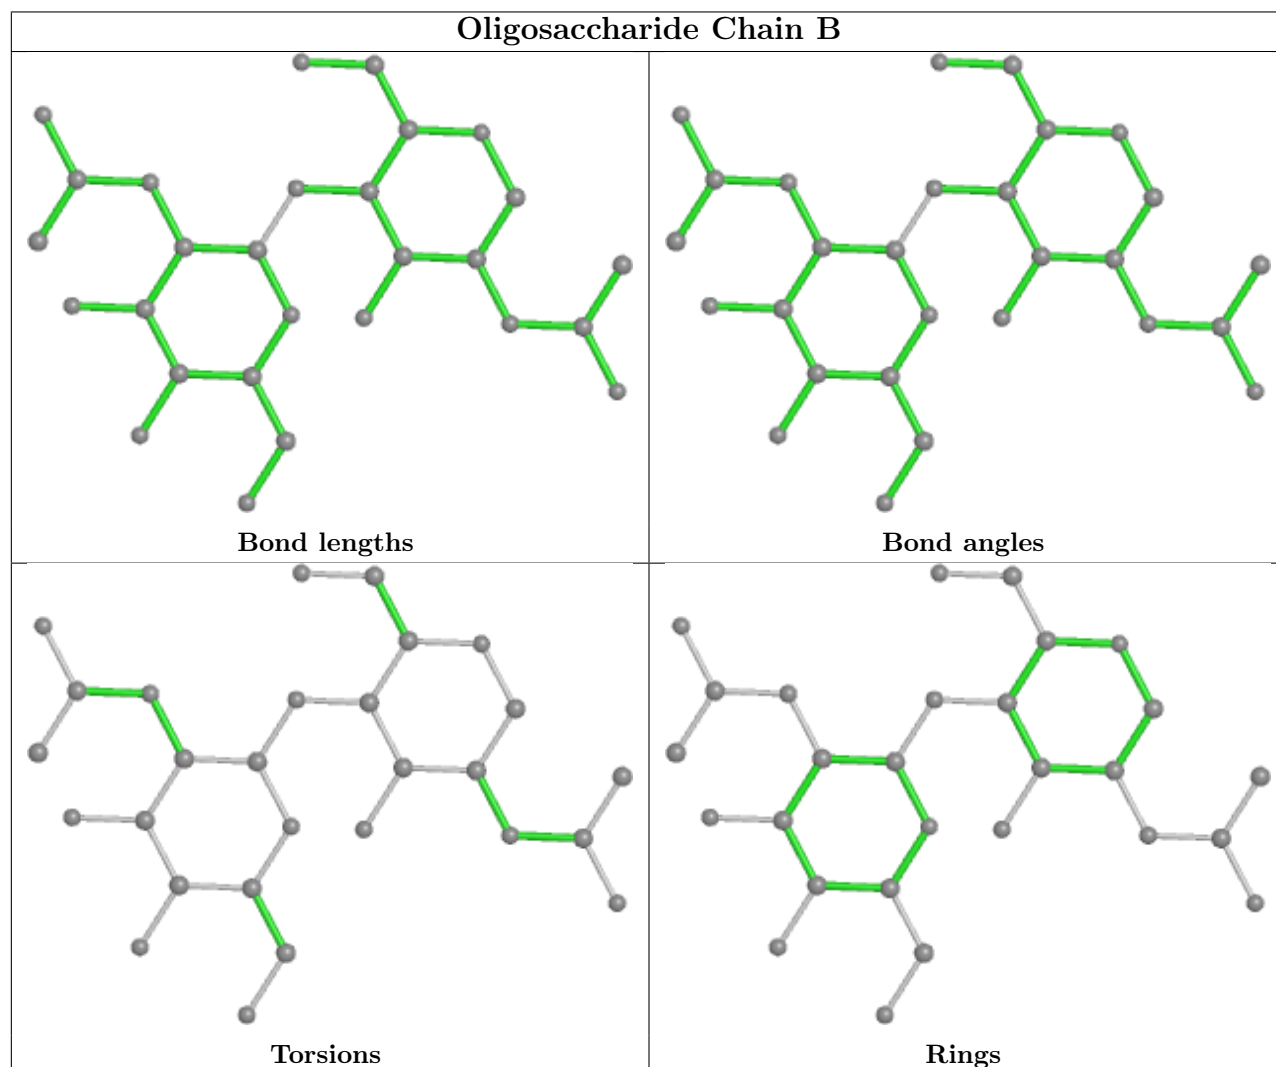 Oligosaccharide Chain B
Bond lengths
Bond angles
Torsions
Rings